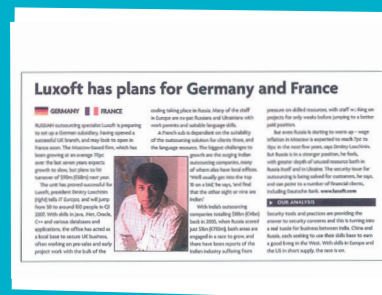 Luxoft has plans for Germany and France
GERMANY FRANCE
RUSSIAN outsourcing specialist Luxoft is preparing
to set up a German subsidiary, having opened a
successful UK branch, and may look to open in
France soon. The Moscow-based firm, which has
been growing at an average 70pc
over the last seven years expects
growth to slow, but plans to hit
turnover of
The unit has proved successful for
Luxoft, president Dmitry Loschinin
(right) tells IT Europa, and will jump
from 50 to around 100 people in Q1
2007. With skills in Java, .Net, Oracle,
C++ and various databases and
applications, the office has acted as
a local base to secure UK business,
often working on pre-sales and early
project work with the bulk of the
coding taking place in Russia. Many of the staff
in Europe are ex-pat Russians and Ukrainians with
work permits and suitable language skills.
A French sub is dependent on the suitability
of the outsourcing solution for clients there, and
the language resource. The biggest challenges to
growth are the surging Indian
outsourcing companies, many
of whom also have local offices.
'We'll usually get into the top
10 on a bid,' he says, 'and find
that the other eight or nine are
Indian.'
With India's outsourcing
companies totalling
back in 2005, when Russia scored
just both areas are
engaged in a race to grow, and
there have been reports of the
Indian industry suffering from
pressure on skilled resources, with staff working on
projects for only weeks before jumping to a better
paid position.
But even Russia is starting to warm up – wage
inflation in Moscow is expected to reach 7pc to
10pc in the next five years, says Dmitry Loschinin.
But Russia is in a stronger position, he feels,
with greater depth of unused resource both in
Russia itself and in Ukraine. The security issue for
outsourcing is being solved for customers, he says,
and can point to a number of financial clients,
including Deutsche Bank. www.luxoft.com
OUR ANALYSIS
Security tools and practices are providing the
answer to security concerns and this is turning into
a real tussle for business between India, China and
Russia, each seeking to use their skills base to earn
a good living in the West. With skills in Europe and
the US in short supply, the race is on.